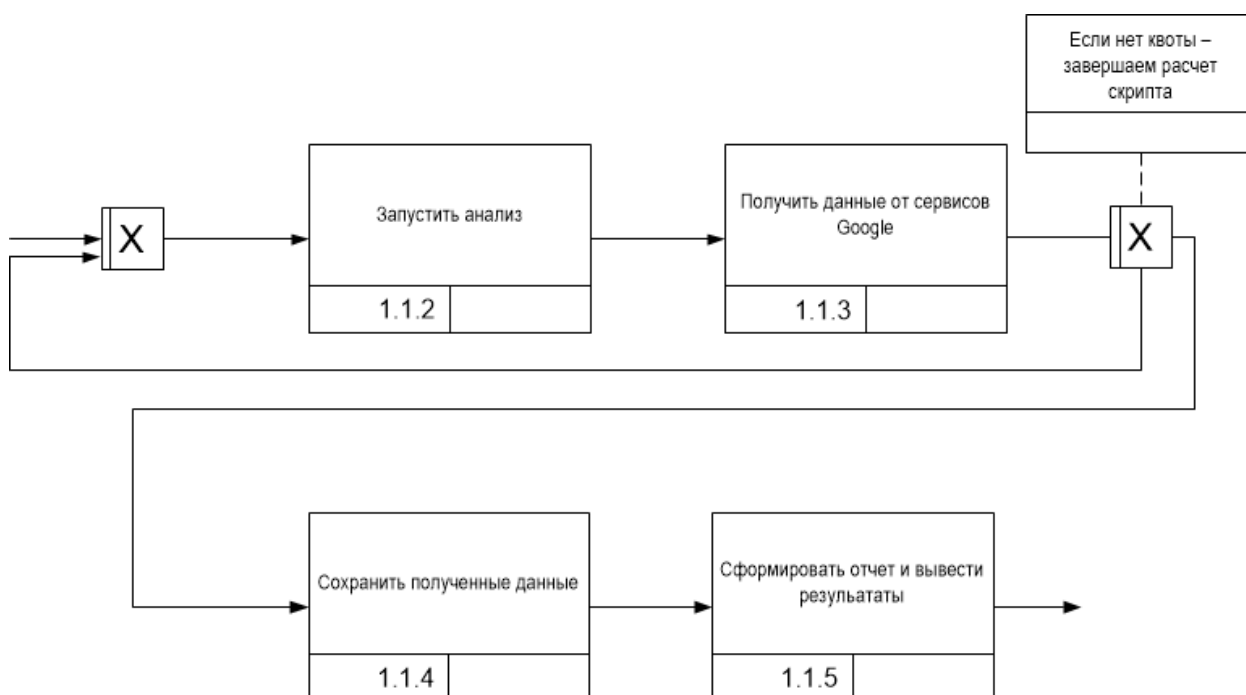 Если нет квоты –
завершаем расчет
скрипта
X
Запустить анализ
1.1.2
Получить данные от сервисов
Google
1.1.3
X
Сохранить полученные данные
1.1.4
Сформировать отчет и вывести
резульататы
1.1.5